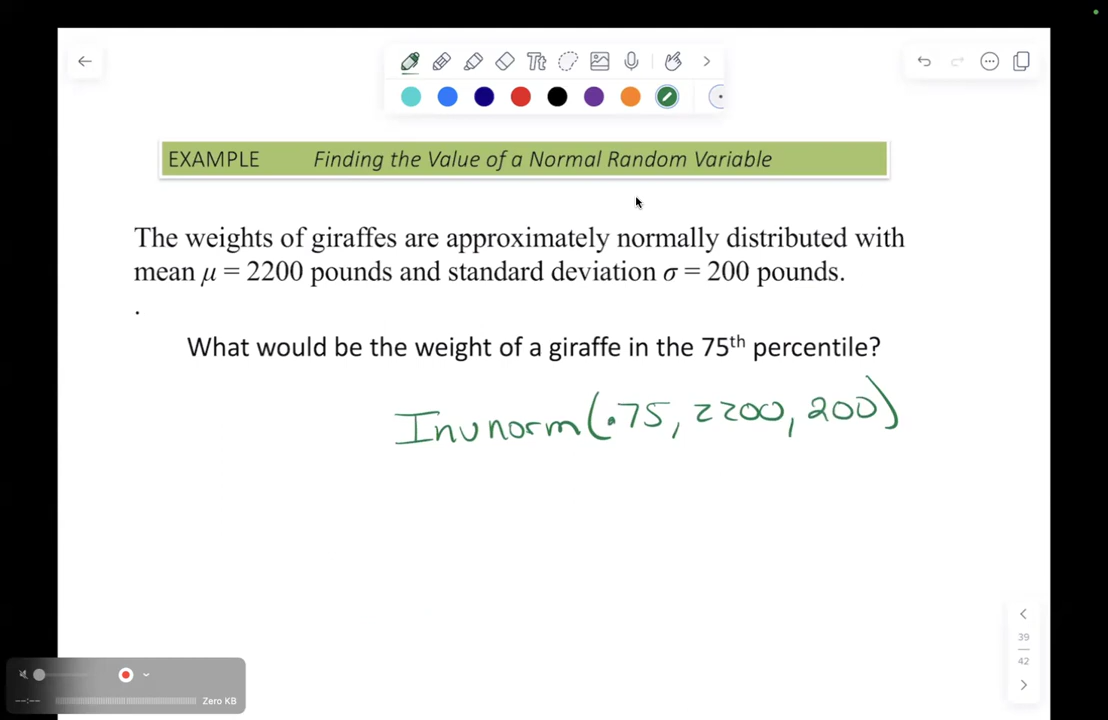 Tt
EXAMPLE Finding the Value of a Normal Random Variable
The weights of giraffes are approximately normally distributed with
mean μ = 2200 pounds and standard deviation σ = 200 pounds.
.
What would be the weight of a giraffe in the 75th percentile?
Invnorm(.75, 2200, 200)
39
42
--:--
Zero KB